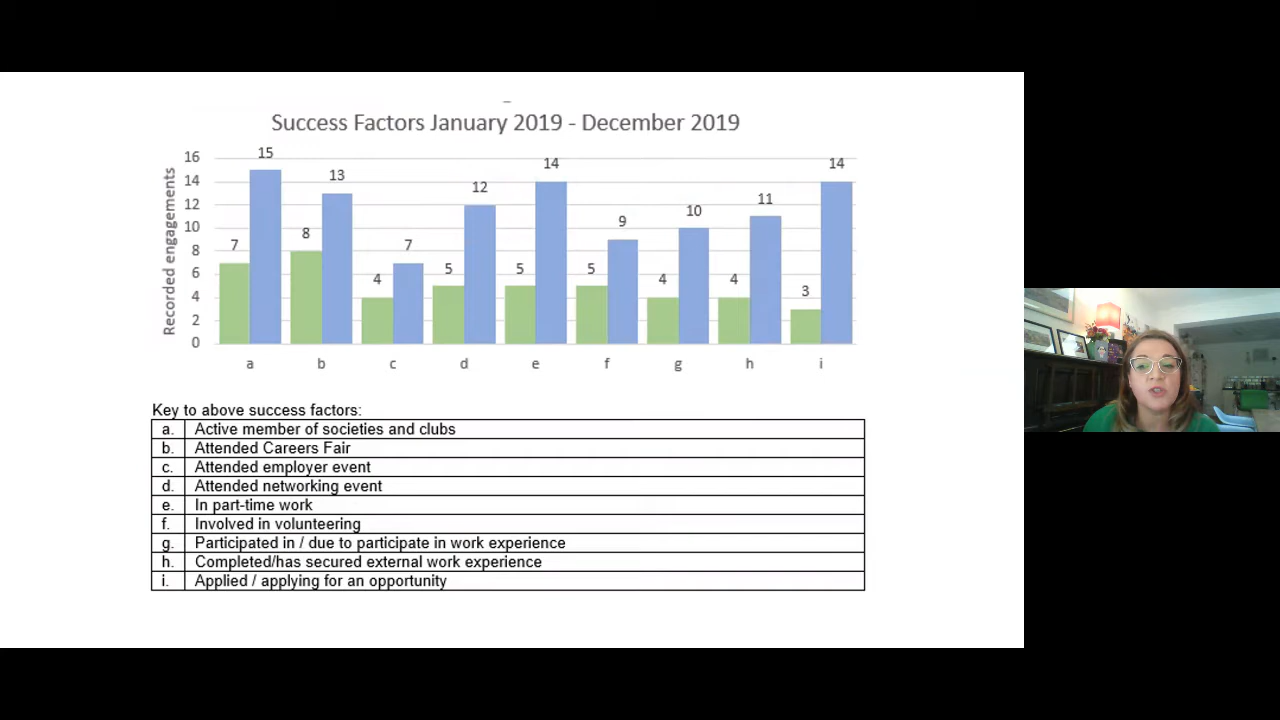 Success Factors January 2019 - December 2019
Recorded engagements
16
14
12
10
8
6
4
2
0
7 15
8 13
4 7
5 12
5 14
5 9
4 10
4 11
3 14
a b c d e f g h i
Key to above success factors:
a. Active member of societies and clubs
b. Attended Careers Fair
c. Attended employer event
d. Attended networking event
e. In part-time work
f. Involved in volunteering
g. Participated in / due to participate in work experience
h. Completed/has secured external work experience
i. Applied / applying for an opportunity